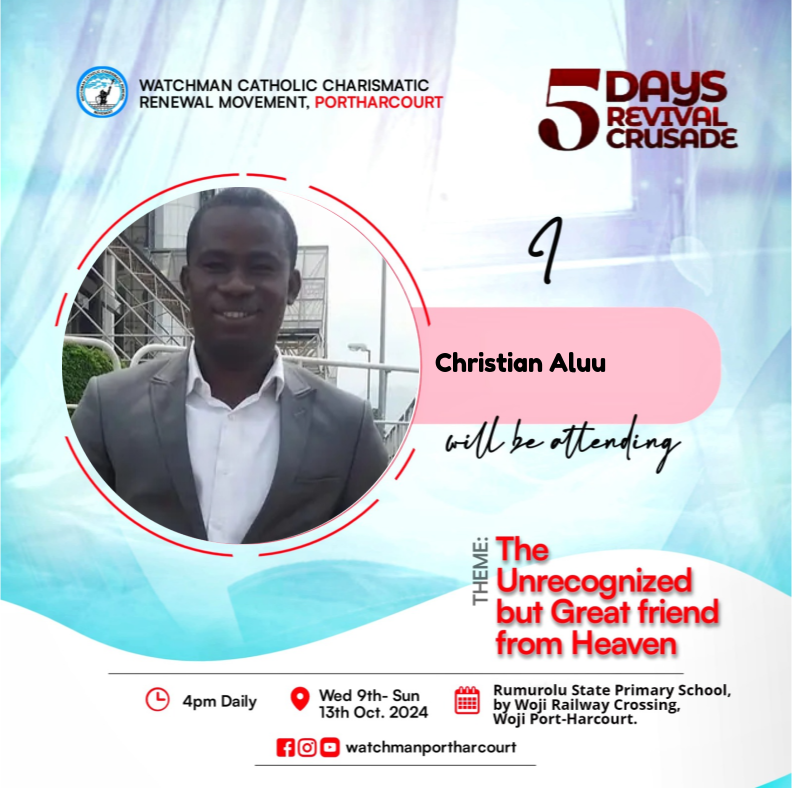 WATCHMAN CATHOLIC CHARISMATIC
RENEWAL MOVEMENT, PORTHARCOURT
5 DAYS
REVIVAL
CRUSADE
I
Christian Aluu
will be attending
THEME:
The
Unrecognized
but Great friend
from Heaven
4pm Daily
Wed 9th- Sun
13th Oct. 2024
Rumurolu State Primary School,
by Woji Railway Crossing,
Woji Port-Harcourt.
watchmanportharcourt